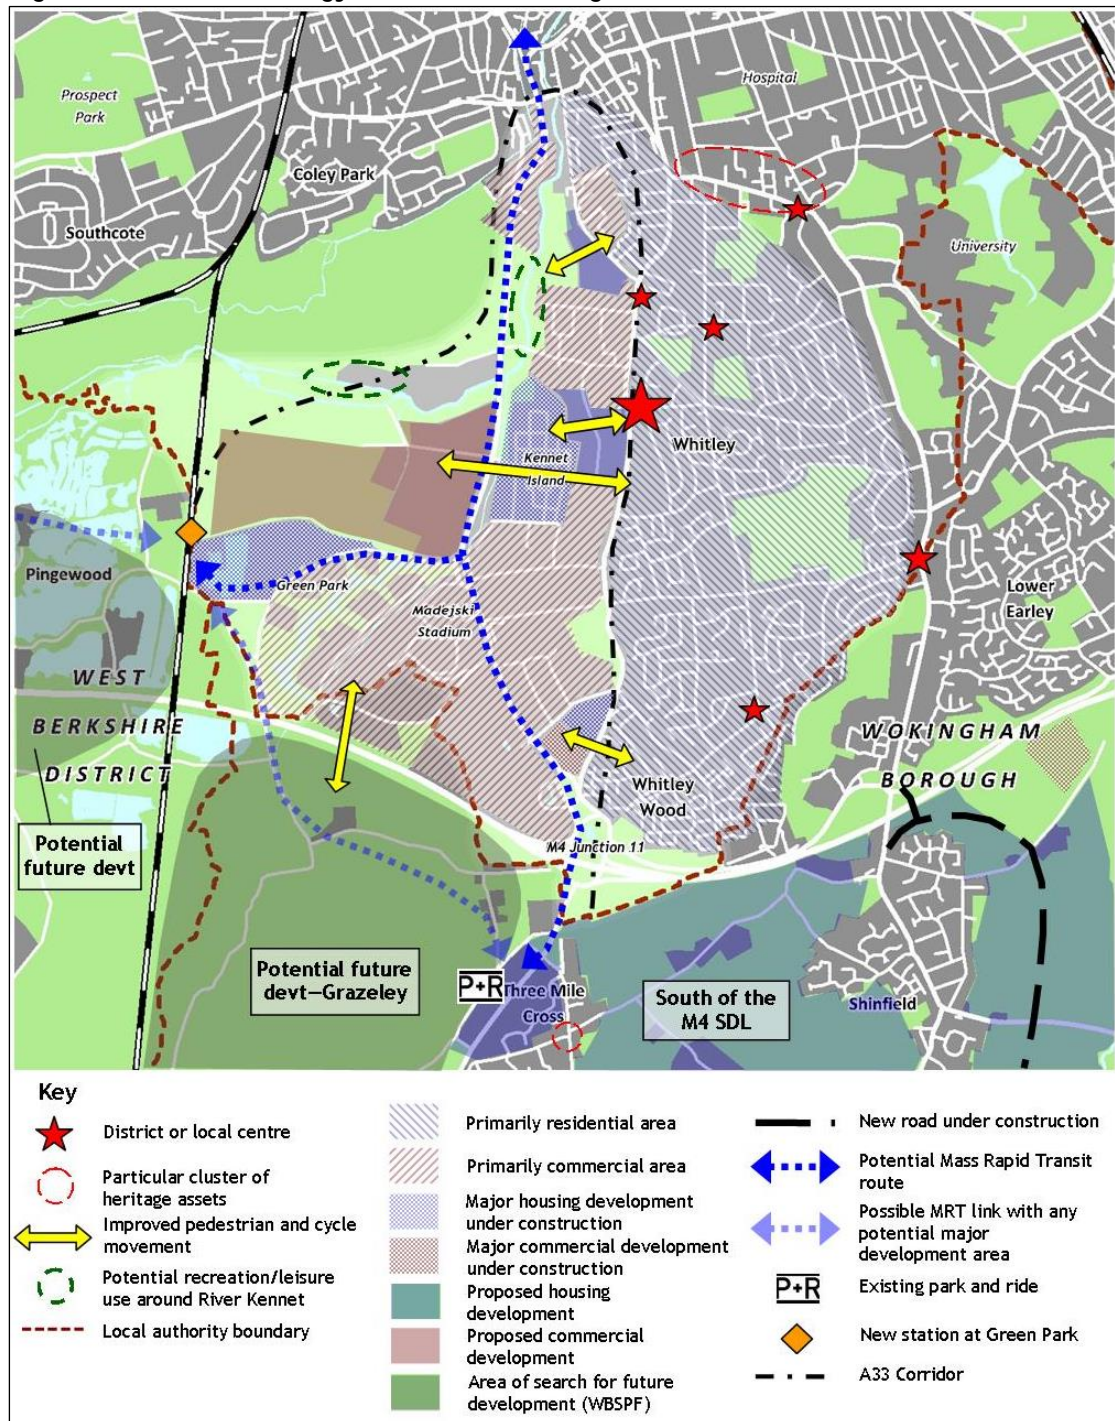 Hospital
Prospect
Park
Coley Park
Southcote
University
Whitley
Kennet
Island
Pingewood
Green Park
Lower
Earley
Madejski
Stadium
WEST
BERKSHIRE
DISTRICT
WOKINGHAM
BOROUGH
Whitley
Wood
Potential
future devt
M4 Junction 11
Potential future
devt—Grazeley
P+R
Three Mile
Cross
South of the
M4 SDL
Shinfield
Key
District or local centre
Particular cluster of
heritage assets
Improved pedestrian and cycle
movement
Potential recreation/leisure
use around River Kennet
Local authority boundary
Primarily residential area
Primarily commercial area
Major housing development
under construction
Major commercial development
under construction
Proposed housing
development
Proposed commercial
development
Area of search for future
development (WBSPF)
New road under construction
Potential Mass Rapid Transit
route
Possible MRT link with any
potential major
development area
P+R
Existing park and ride
New station at Green Park
A33 Corridor